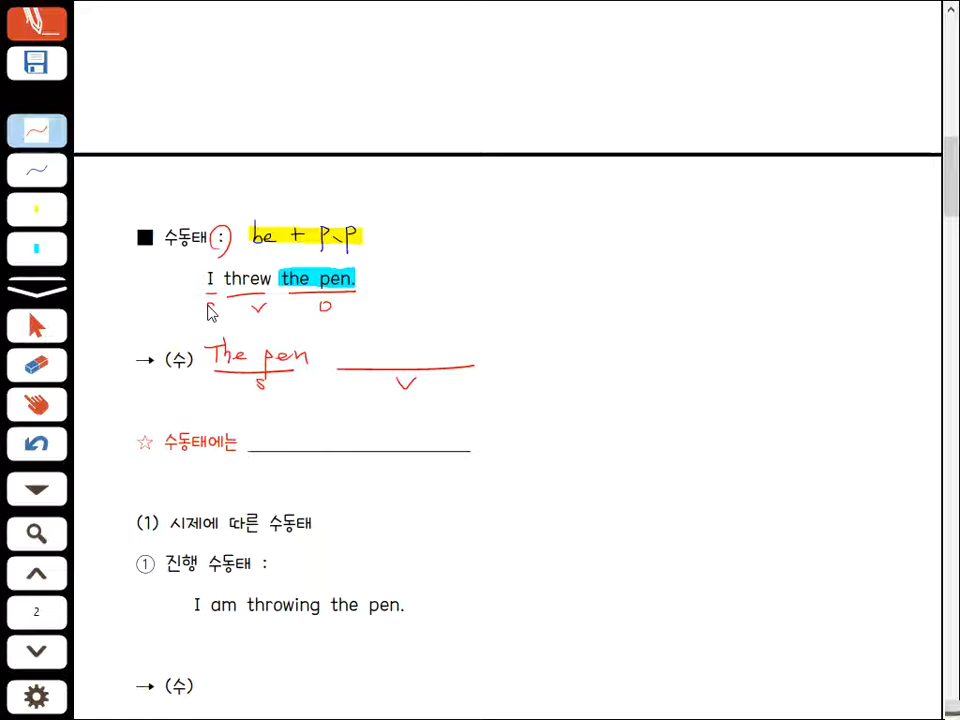 ■ 수동태 : be + p.p
I threw the pen.
S V O
→ (수) The pen
S V
☆ 수동태에는
(1) 시제에 따른 수동태
① 진행 수동태 :
I am throwing the pen.
2
→ (수)